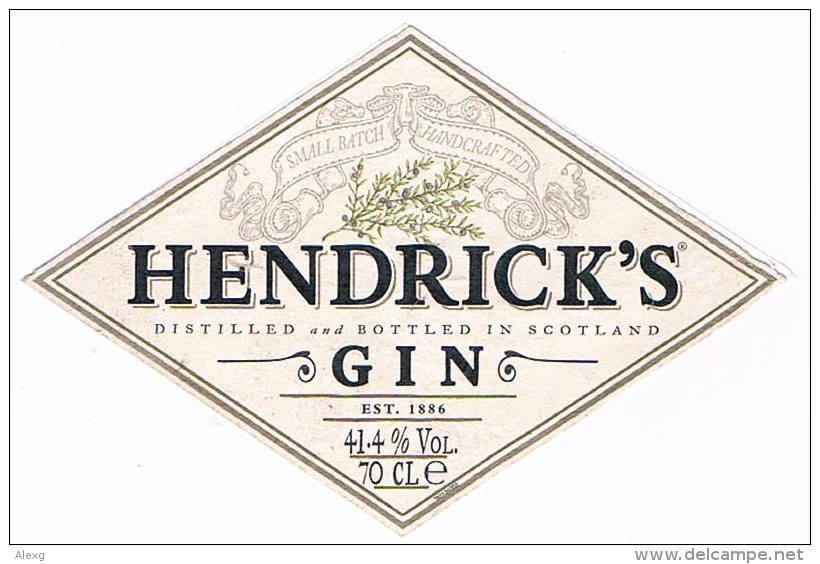 SMALL BATCH HANDCRAFTED
HENDRICK'S®
DISTILLED and BOTTLED IN SCOTLAND
GIN
EST. 1886
41.4 % VOL.
70 CL ℮
Alexg
www.delcampe.net